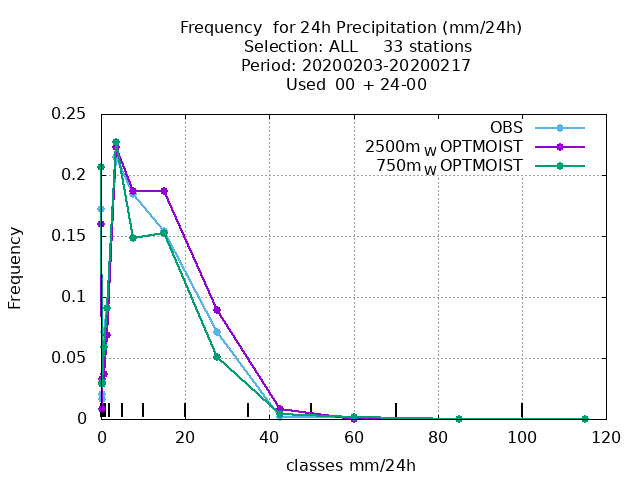 Frequency  for 24h Precipitation (mm/24h)
Selection: ALL     33 stations
Period: 20200203-20200217
Used  00 + 24-00
0.25
0.2
0.15
0.1
0.05
0
Frequency
OBS
2500m W OPTMOIST
750m W OPTMOIST
0 20 40 60 80 100 120
classes mm/24h